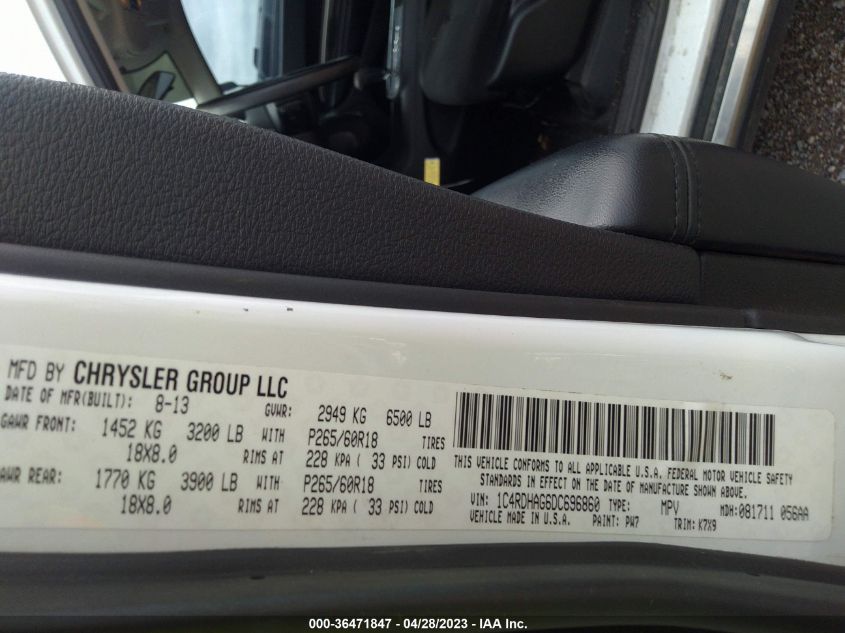 MFD BY CHRYSLER GROUP LLC
DATE OF MFR(BUILT): 8-13 GVWR: 2949 KG 6500 LB
GAWR FRONT: 1452 KG 3200 LB WITH P265/60R18 TIRES
18X8.0 RIMS AT 228 KPA ( 33 PSI) COLD
AWR REAR: 1770 KG 3900 LB WITH P265/60R18 TIRES
18X8.0 RIMS AT 228 KPA ( 33 PSI) COLD
THIS VEHICLE CONFORMS TO ALL APPLICABLE U.S.A. FEDERAL MOTOR VEHICLE SAFETY
STANDARDS IN EFFECT ON THE DATE OF MANUFACTURE SHOWN ABOVE.
VIN: 1C4RDHAG6DC696860 TYPE: MPV MDH:081711 056AA
VEHICLE MADE IN U.S.A. PAINT: PW7 TRIM: K7X9
000-36471847 - 04/28/2023 - IAA Inc.